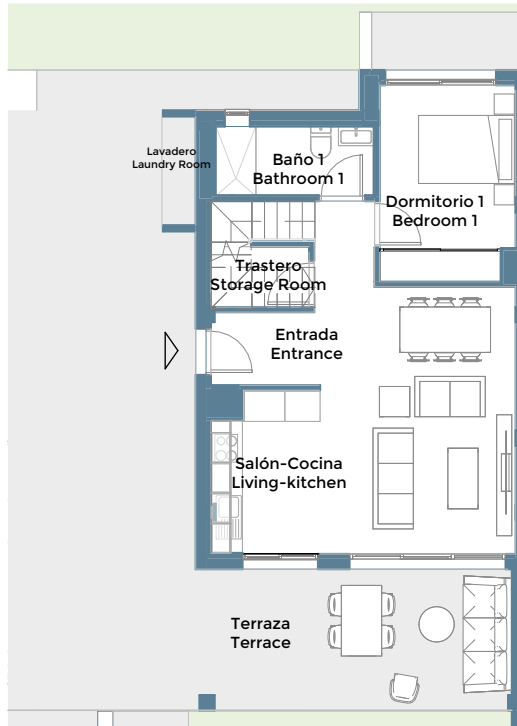 Lavadero
Laundry Room
Baño 1
Bathroom 1
Dormitorio 1
Bedroom 1
Trastero
Storage Room
Entrada
Entrance
Salón-Cocina
Living-kitchen
Terraza
Terrace